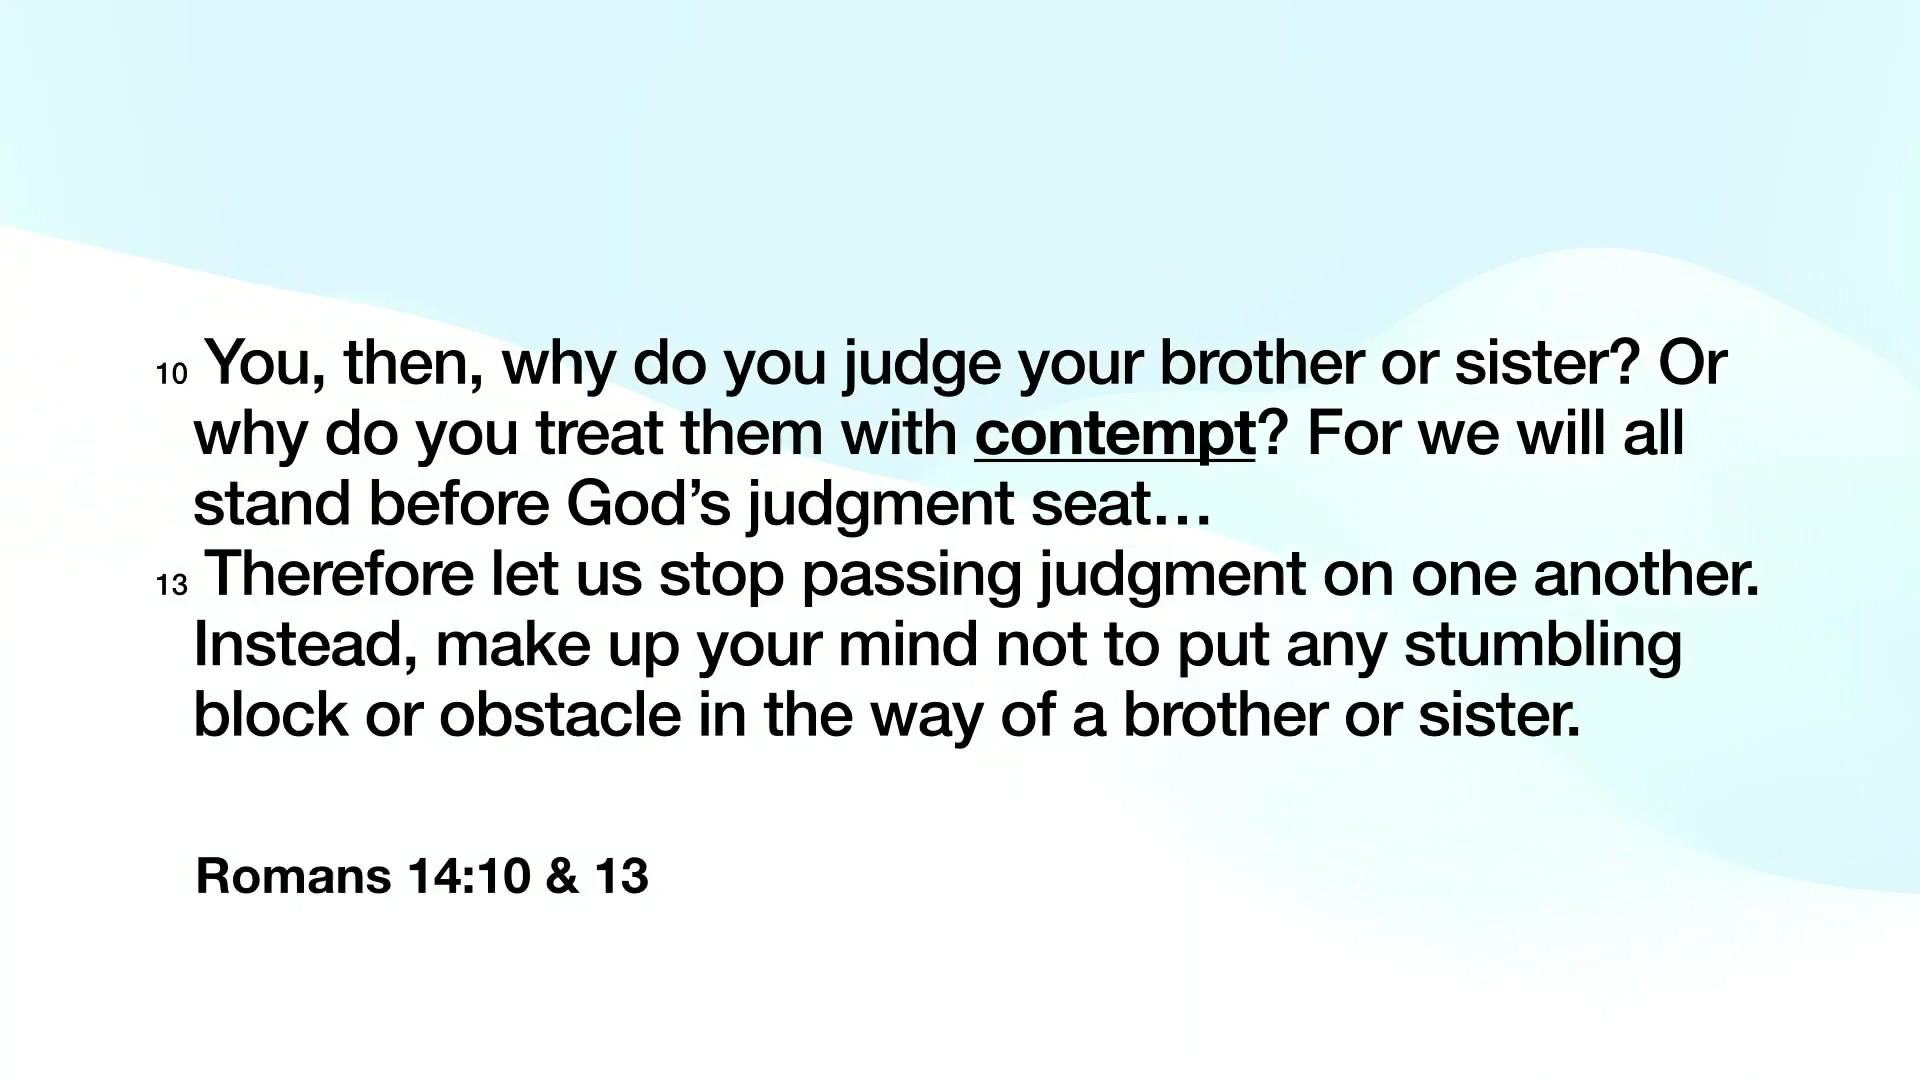 10 You, then, why do you judge your brother or sister? Or
why do you treat them with contempt? For we will all
stand before God’s judgment seat…
13 Therefore let us stop passing judgment on one another.
Instead, make up your mind not to put any stumbling
block or obstacle in the way of a brother or sister.
Romans 14:10 & 13